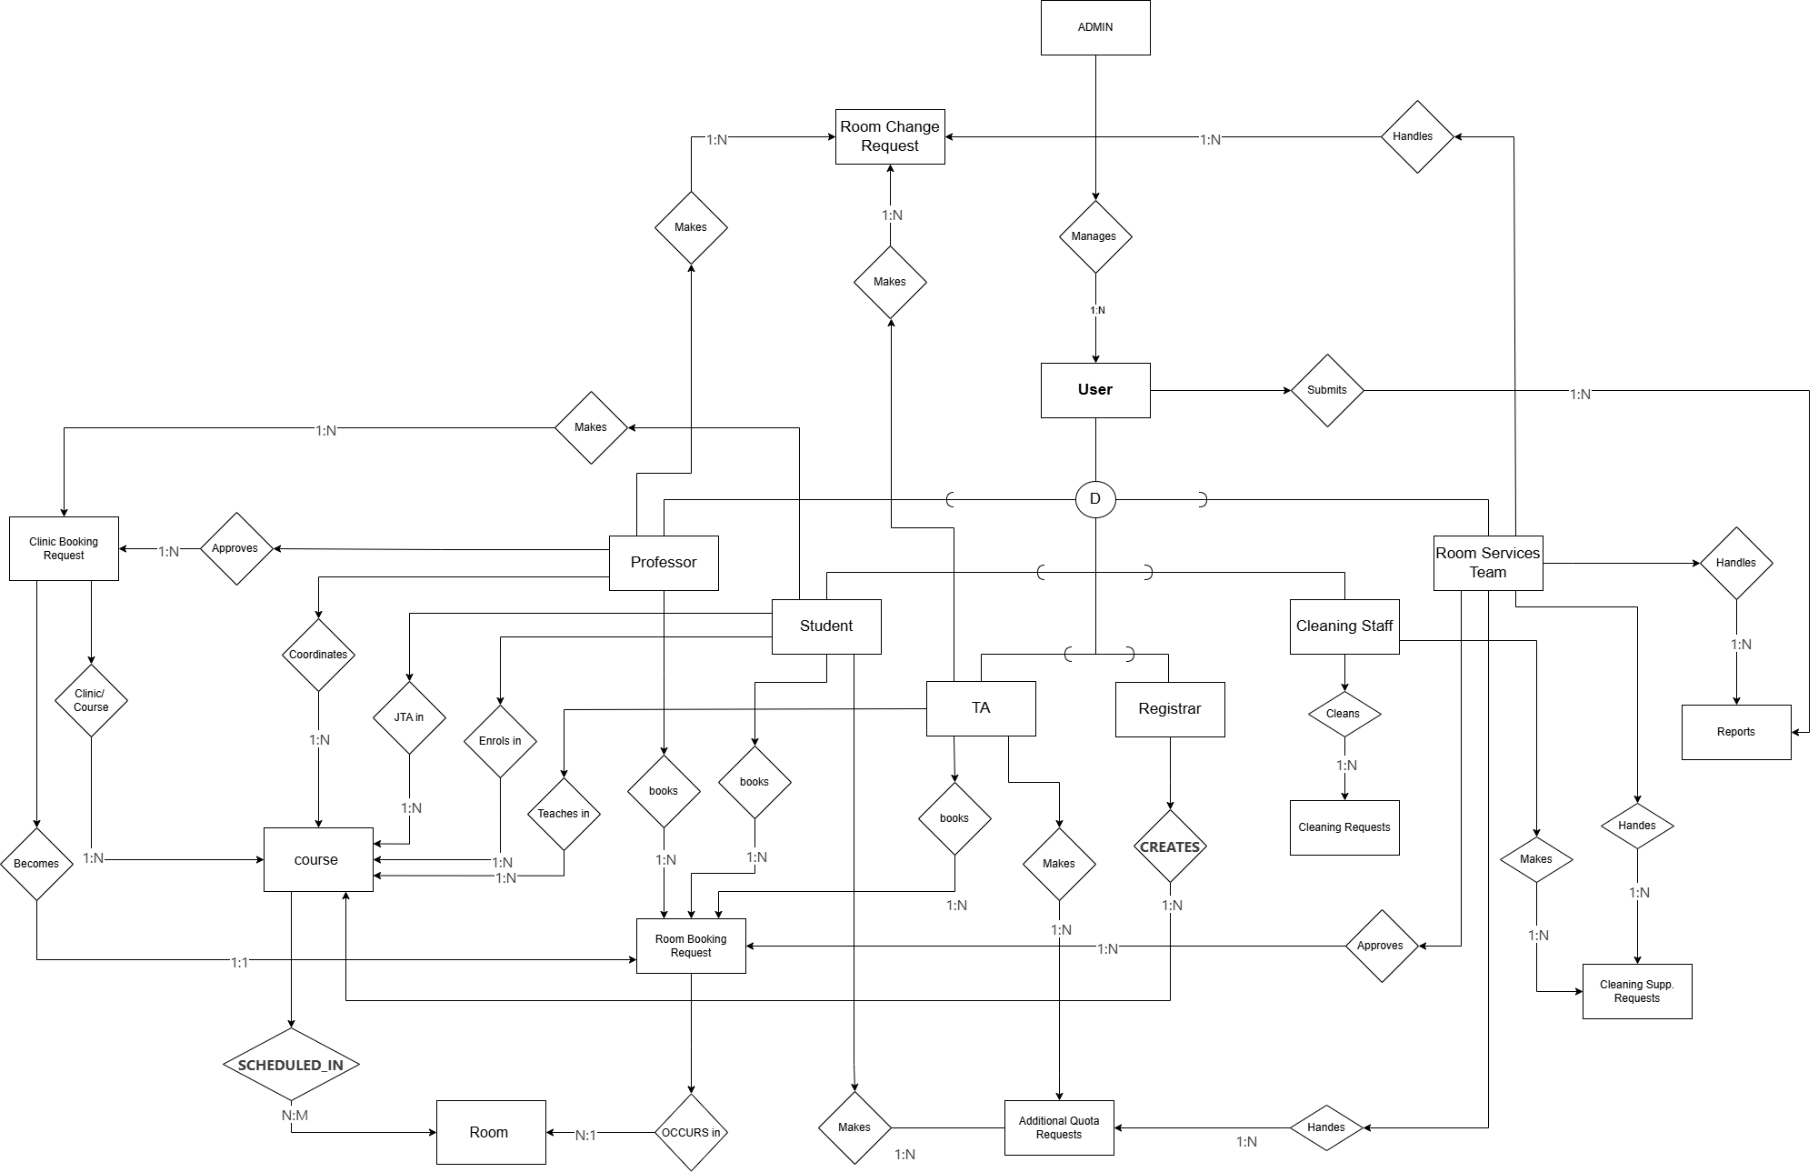 ADMIN
Room Change
Request
1:N
1:N
Handles
Makes
1:N
Manages
Makes
1:N
User
Submits
1:N
Makes
1:N
D
Clinic Booking
Request
1:N
Approves
Professor
Room Services
Team
Handles
Student
Cleaning Staff
Coordinates
1:N
Clinic/
Course
JTA in
Enrols in
TA
Registrar
Cleans
Reports
1:N
1:N
books
books
Teaches in
books
1:N
Cleaning Requests
Handes
CREATES
Becomes
1:N
course
1:N
1:N
1:N
1:N
Makes
Makes
1:N
1:N
1:N
1:N
Room Booking
Request
1:N
Approves
1:N
1:1
Cleaning Supp.
Requests
SCHEDULED_IN
N:M
Room
N:1
OCCURS in
Makes
1:N
Additional Quota
Requests
1:N
Handes